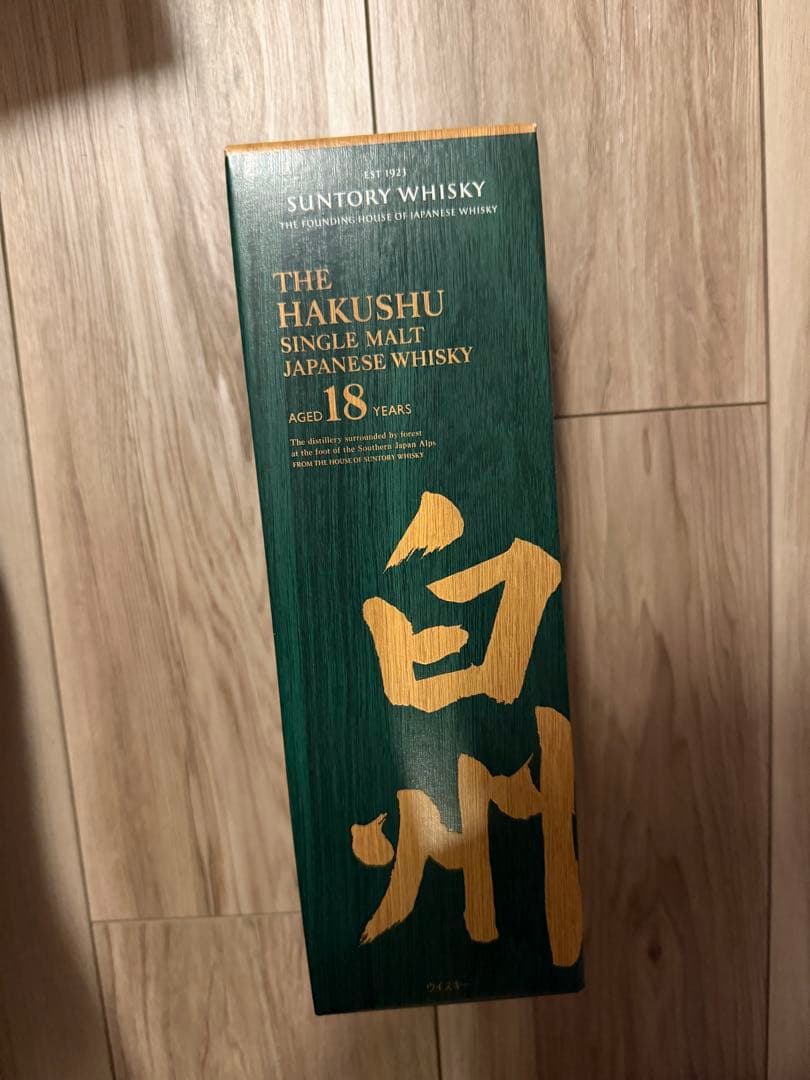 EST 1923
SUNTORY WHISKY
THE FOUNDING HOUSE OF JAPANESE WHISKY
THE
HAKUSHU
SINGLE MALT
JAPANESE WHISKY
AGED 18 YEARS
The distillery surrounded by forest
at the foot of the Southern Japan Alps
FROM THE HOUSE OF SUNTORY WHISKY
白州
ウイスキー